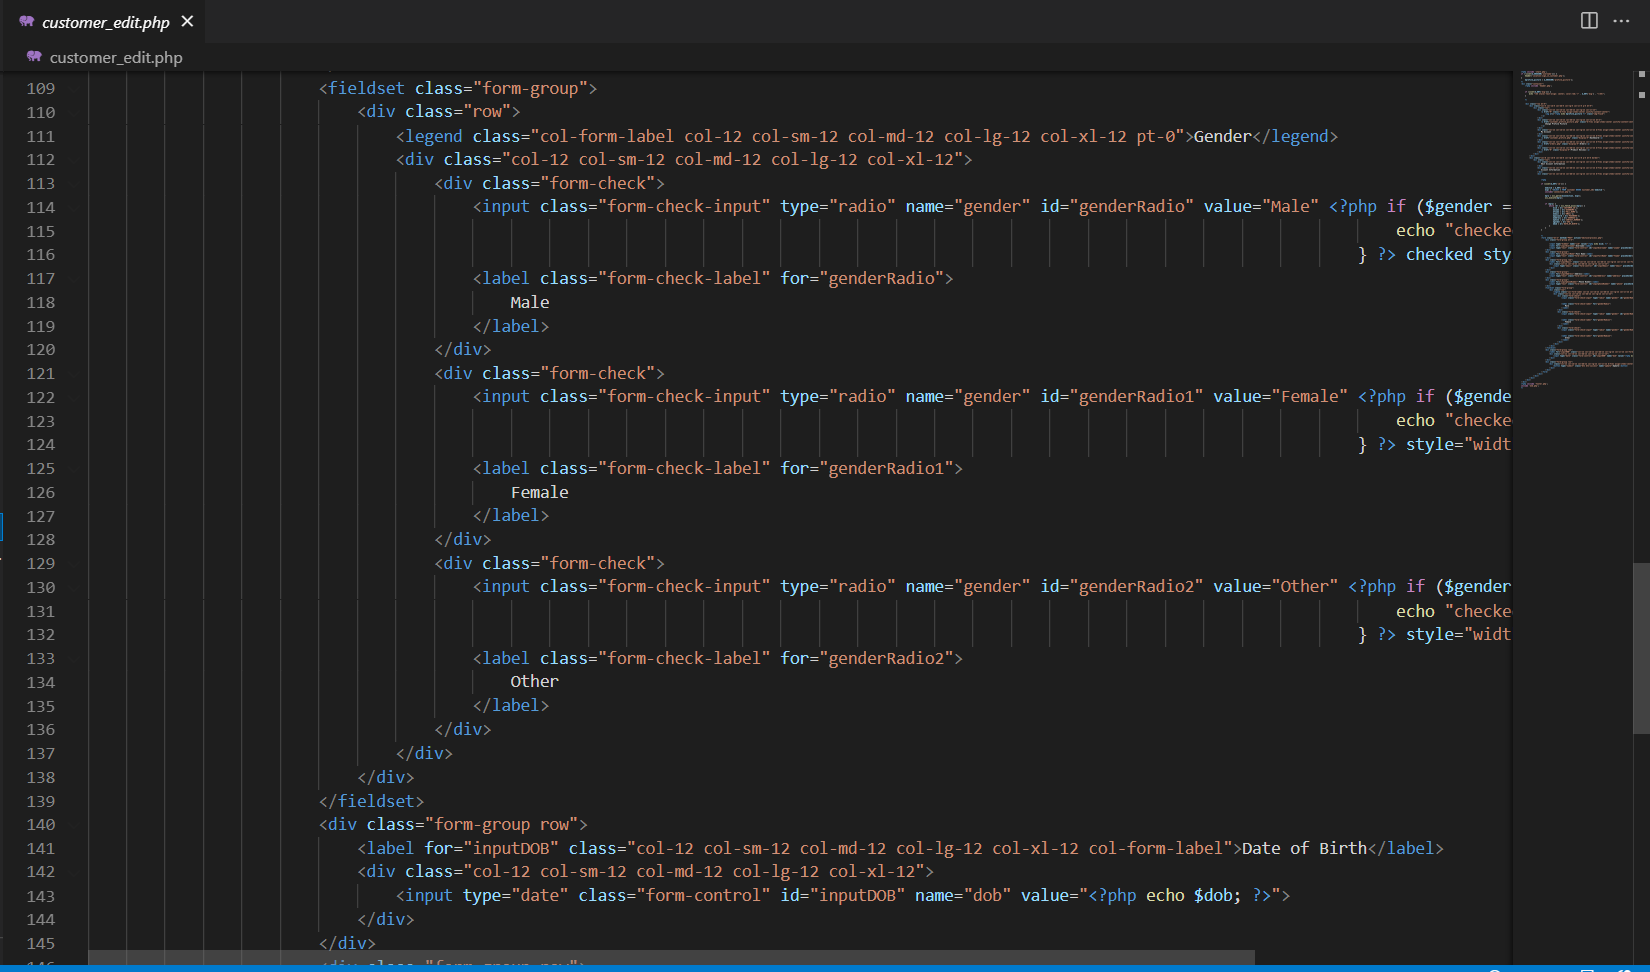 customer_edit.php
customer_edit.php
109 <fieldset class="form-group">
110 <div class="row">
111 <legend class="col-form-label col-12 col-sm-12 col-md-12 col-lg-12 col-xl-12 pt-0">Gender</legend>
112 <div class="col-12 col-sm-12 col-md-12 col-lg-12 col-xl-12">
113 <div class="form-check">
114 <input class="form-check-input" type="radio" name="gender" id="genderRadio" value="Male" <?php if ($gender =
115 echo "checke
116 } ?> checked sty
117 <label class="form-check-label" for="genderRadio">
118 Male
119 </label>
120 </div>
121 <div class="form-check">
122 <input class="form-check-input" type="radio" name="gender" id="genderRadio1" value="Female" <?php if ($gende
123 echo "checke
124 } ?> style="widt
125 <label class="form-check-label" for="genderRadio1">
126 Female
127 </label>
128 </div>
129 <div class="form-check">
130 <input class="form-check-input" type="radio" name="gender" id="genderRadio2" value="Other" <?php if ($gender
131 echo "checke
132 } ?> style="widt
133 <label class="form-check-label" for="genderRadio2">
134 Other
135 </label>
136 </div>
137 </div>
138 </div>
139 </fieldset>
140 <div class="form-group row">
141 <label for="inputDOB" class="col-12 col-sm-12 col-md-12 col-lg-12 col-xl-12 col-form-label">Date of Birth</label>
142 <div class="col-12 col-sm-12 col-md-12 col-lg-12 col-xl-12">
143 <input type="date" class="form-control" id="inputDOB" name="dob" value="<?php echo $dob; ?>">
144 </div>
145 </div>